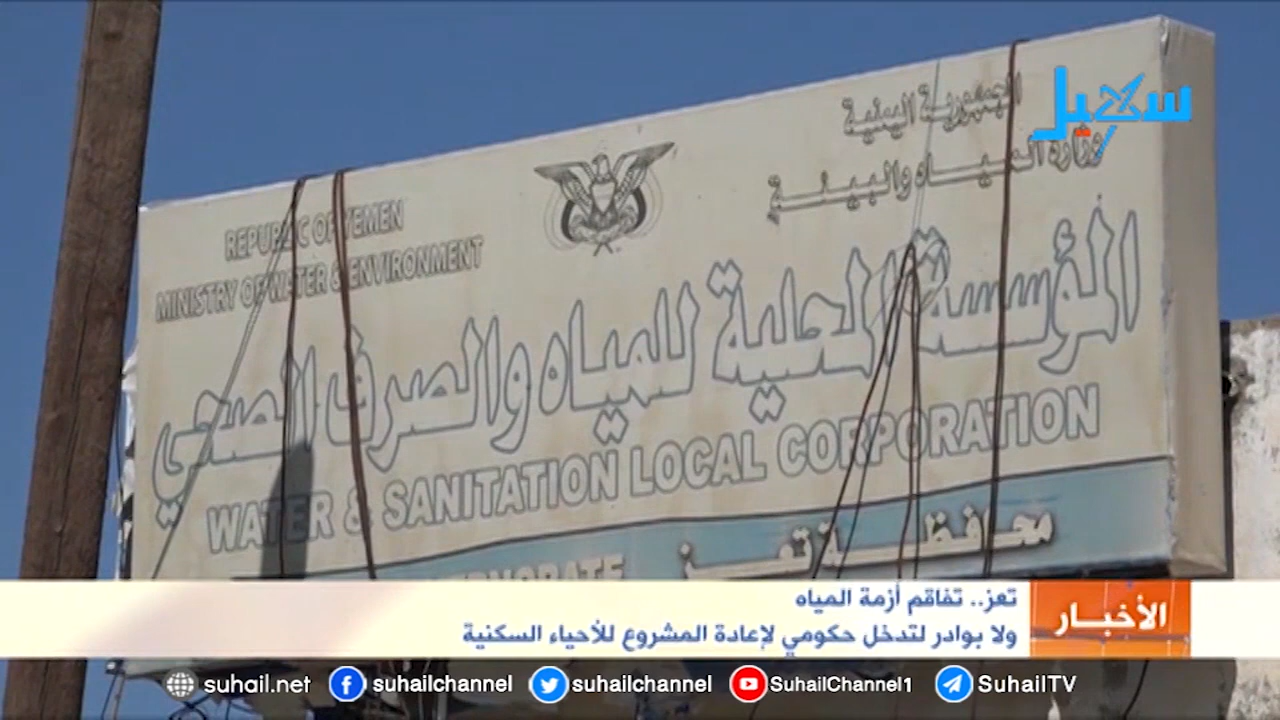 سهيل
الجمهورية اليمنية
وزارة المياه والبيئة
REPUBLIC OF YEMEN
MINISTRY OF WATER & ENVIRONMENT
المؤسسة المحلية للمياه والصرف الصحي
WATER & SANITATION LOCAL CORPORATION
محافظة تعز
الأخبار
تعز.. تفاقم أزمة المياه
ولا بوادر لتدخل حكومي لإعادة المشروع للأحياء السكنية
suhail.net suhailchannel suhailchannel SuhailChannel1 SuhailTV